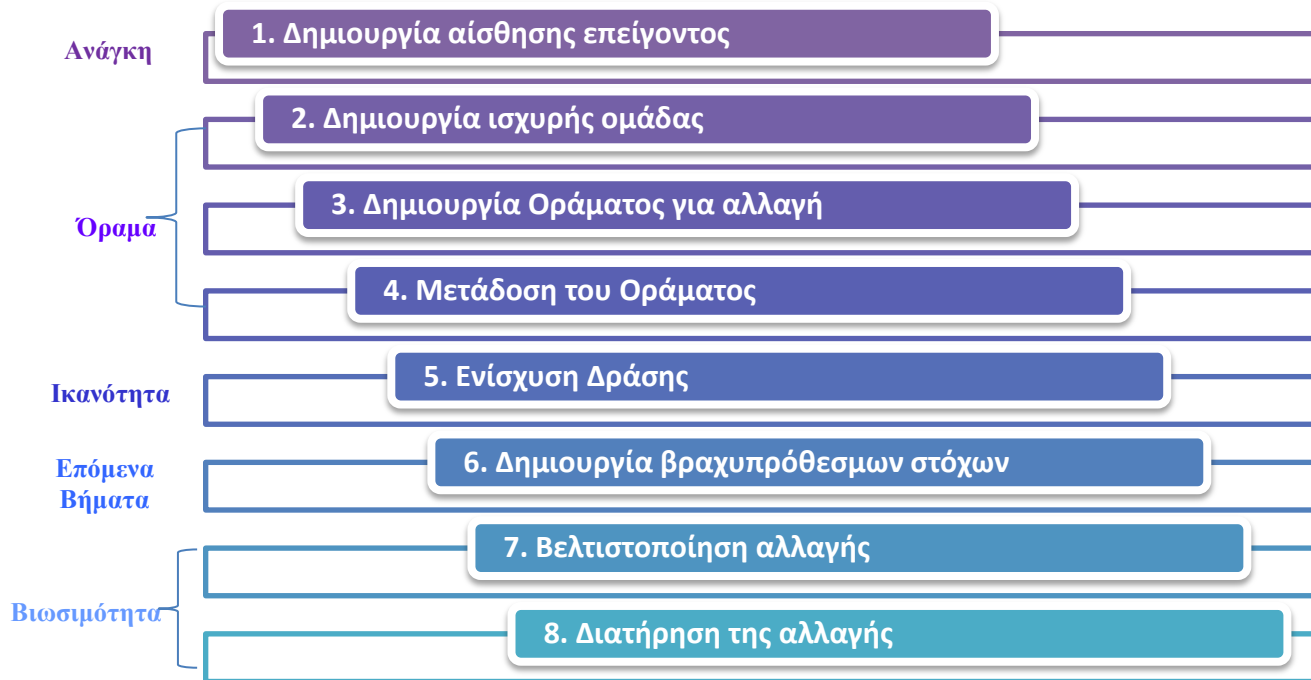 Ανάγκη
1. Δημιουργία αίσθησης επείγοντος
2. Δημιουργία ισχυρής ομάδας
Όραμα
3. Δημιουργία Οράματος για αλλαγή
4. Μετάδοση του Οράματος
Ικανότητα
5. Ενίσχυση Δράσης
Επόμενα
Βήματα
6. Δημιουργία βραχυπρόθεσμων στόχων
7. Βελτιστοποίηση αλλαγής
Βιωσιμότητα
8. Διατήρηση της αλλαγής